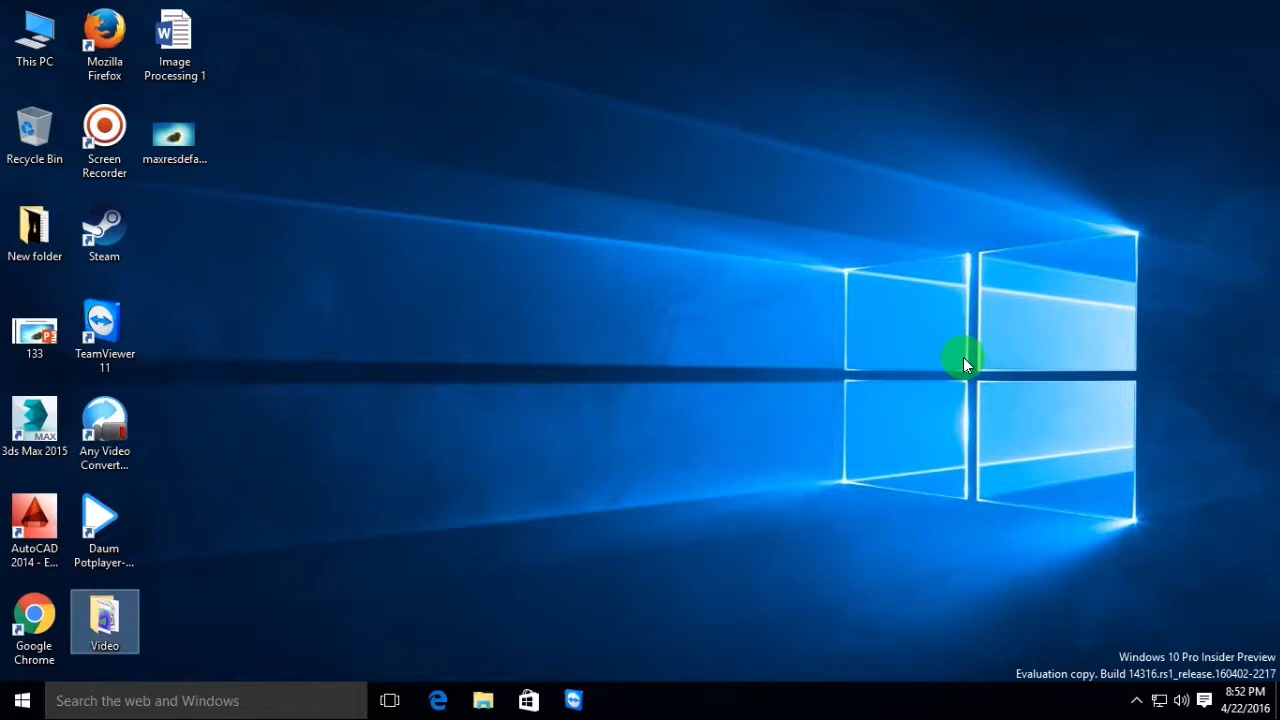 This PC
Mozilla
Firefox
Image
Processing 1
Recycle Bin
Screen
Recorder
maxresdefa...
New folder
Steam
133
TeamViewer
11
3ds Max 2015
Any Video
Convert...
AutoCAD
2014 - E...
Daum
Potplayer-...
Google
Chrome
Video
Windows 10 Pro Insider Preview
Evaluation copy. Build 14316.rs1_release.160402-2217
Search the web and Windows
8:52 PM
4/22/2016